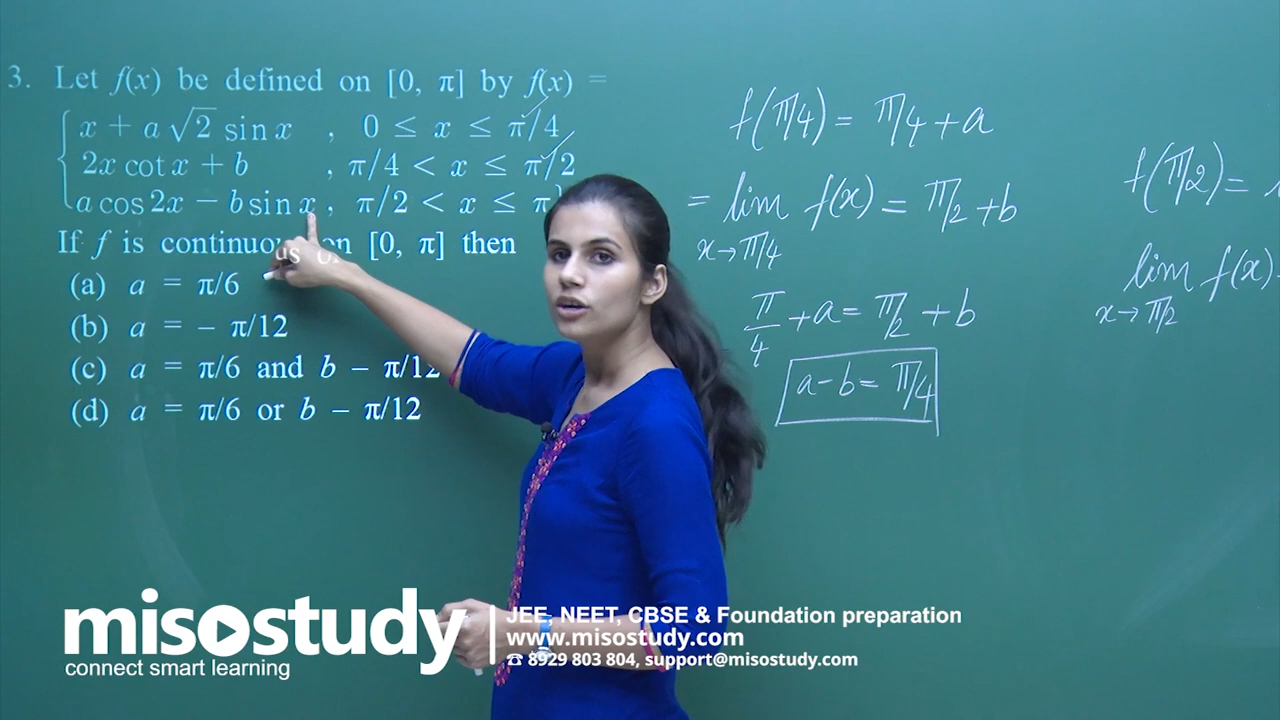 3. Let f(x) be defined on [0, π] by f(x) =
x + a √2 sin x , 0 ≤ x ≤ π/4
2x cot x + b , π/4 < x ≤ π/2
a cos 2x − b sin x , π/2 < x ≤ π
If f is continuous on [0, π] then
(a) a = π/6
(b) a = − π/12
(c) a = π/6 and b − π/12
(d) a = π/6 or b − π/12
f(π/4) = π/4 + a
= lim f(x) = π/2 + b
x→π/4
π/4 + a = π/2 + b
a − b = π/4
f(π/2) =
lim f(x)
x→π/2
misostudy
connect smart learning
JEE, NEET, CBSE & Foundation preparation
www.misostudy.com
☎ 8929 803 804, support@misostudy.com